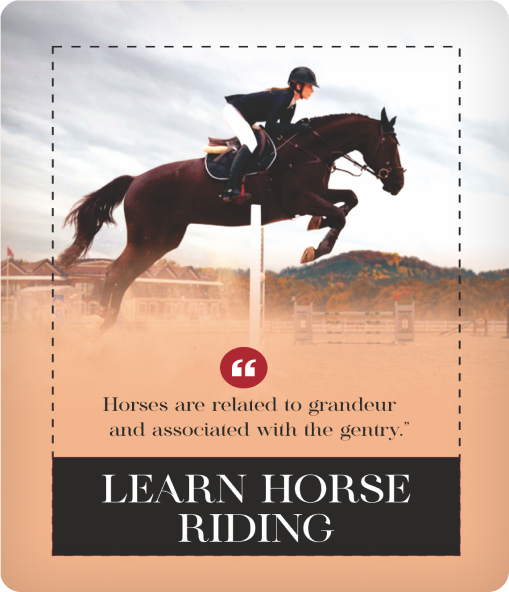 “
Horses are related to grandeur
and associated with the gentry.”
LEARN HORSE
RIDING